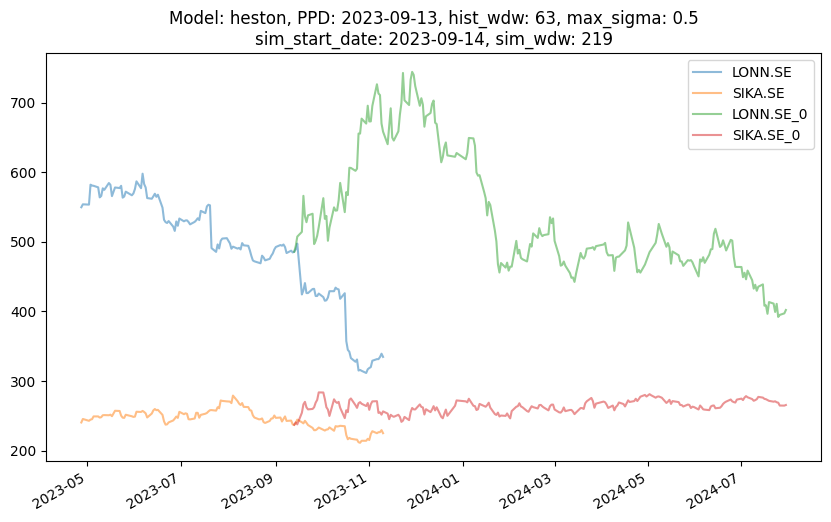 Model: heston, PPD: 2023-09-13, hist_wdw: 63, max_sigma: 0.5
sim_start_date: 2023-09-14, sim_wdw: 219
LONN.SE
SIKA.SE
LONN.SE_0
SIKA.SE_0
700
600
500
400
300
200
2023-05
2023-07
2023-09
2023-11
2024-01
2024-03
2024-05
2024-07